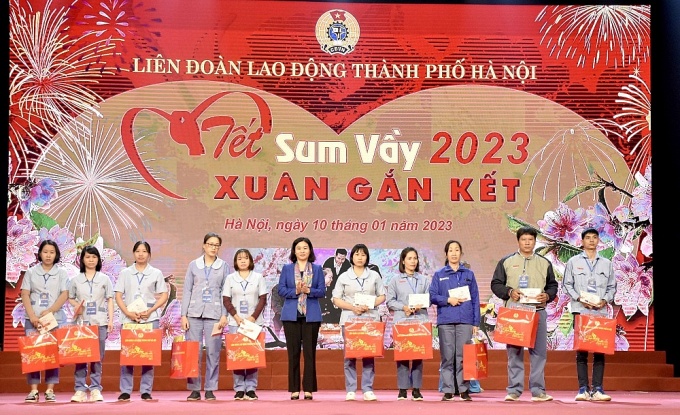 LIÊN ĐOÀN LAO ĐỘNG THÀNH PHỐ HÀ NỘI
Tết Sum Vầy 2023
XUÂN GẮN KẾT
Hà Nội, ngày 10 tháng 01 năm 2023